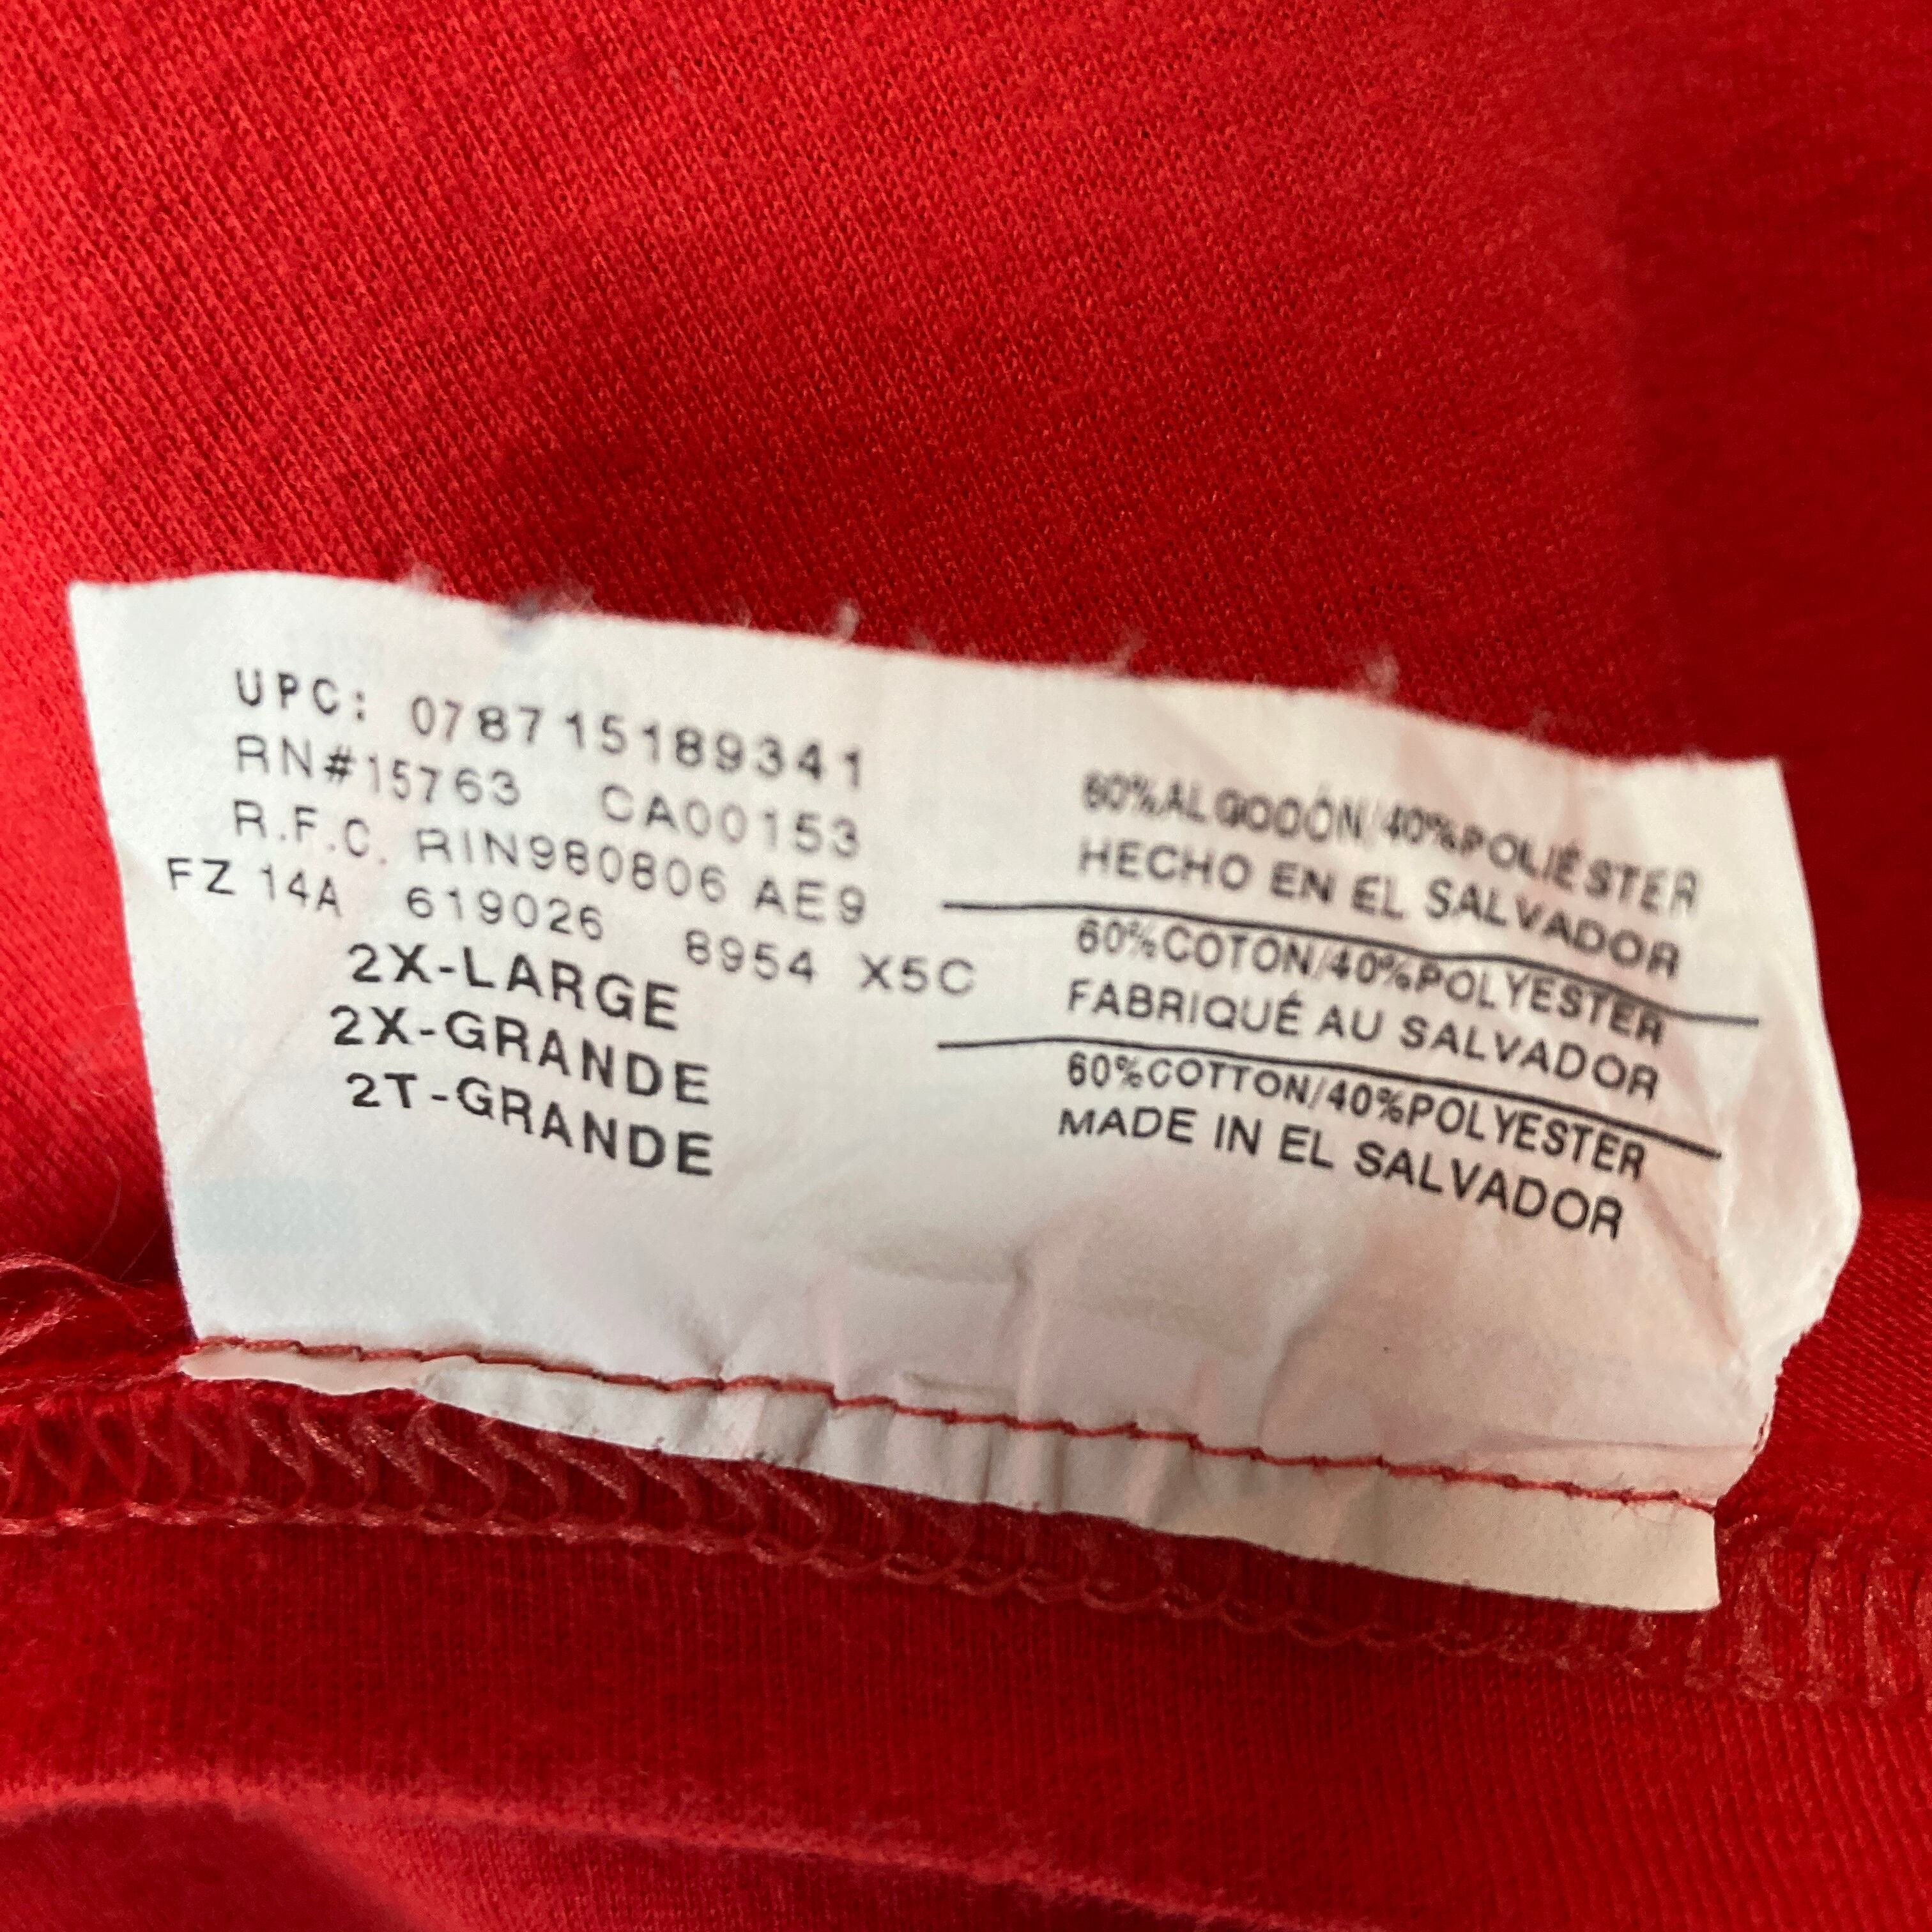 UPC: 078715189341
RN#15763 CA00153
R.F.C. RIN980806 AE9
FZ 14A 619026 8954 X5C
2X-LARGE
2X-GRANDE
2T-GRANDE
60%ALGODÓN/40%POLIÉSTER
HECHO EN EL SALVADOR
60%COTON/40%POLYESTER
FABRIQUÉ AU SALVADOR
60%COTTON/40%POLYESTER
MADE IN EL SALVADOR